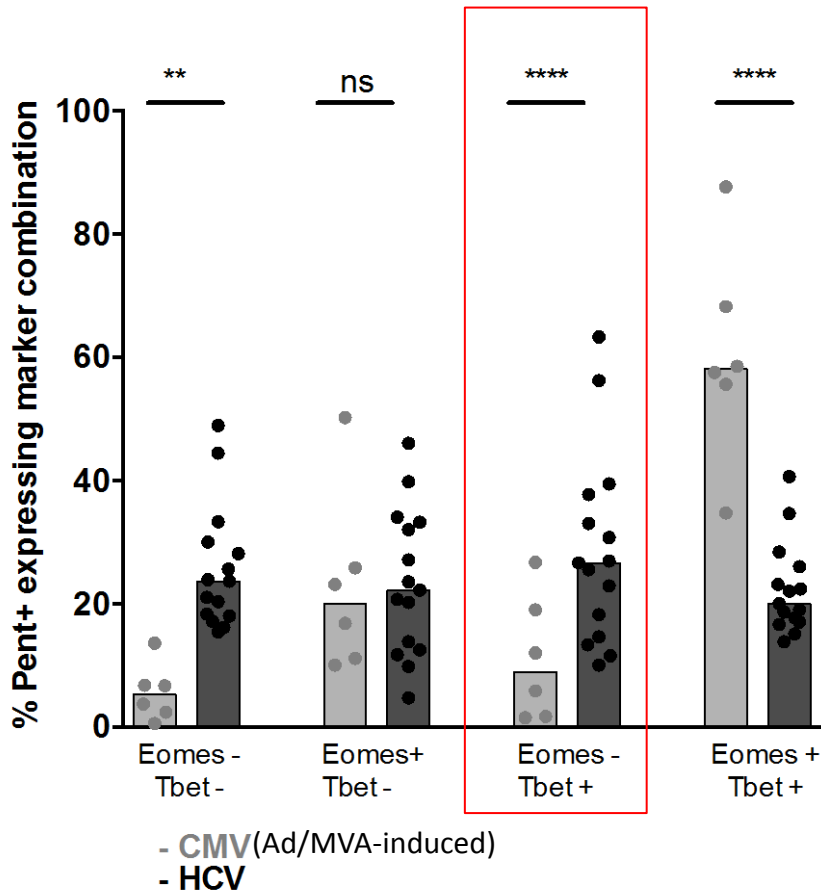 ** ns **** ****
% Pent+ expressing marker combination
100
80
60
40
20
0
Eomes - Eomes+ Eomes - Eomes +
Tbet - Tbet - Tbet + Tbet +
- CMV (Ad/MVA-induced)
- HCV